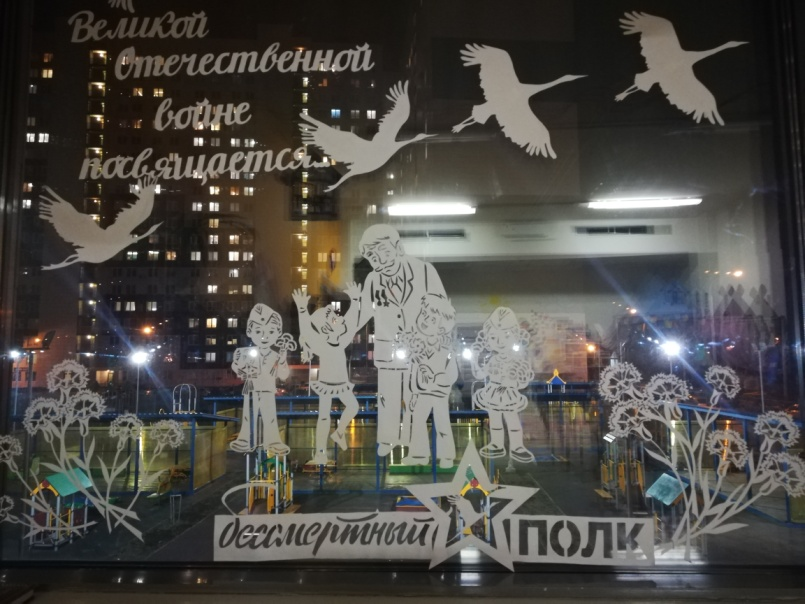 Великой
Отечественной
войне
посвящается...
бессмертный ПОЛК